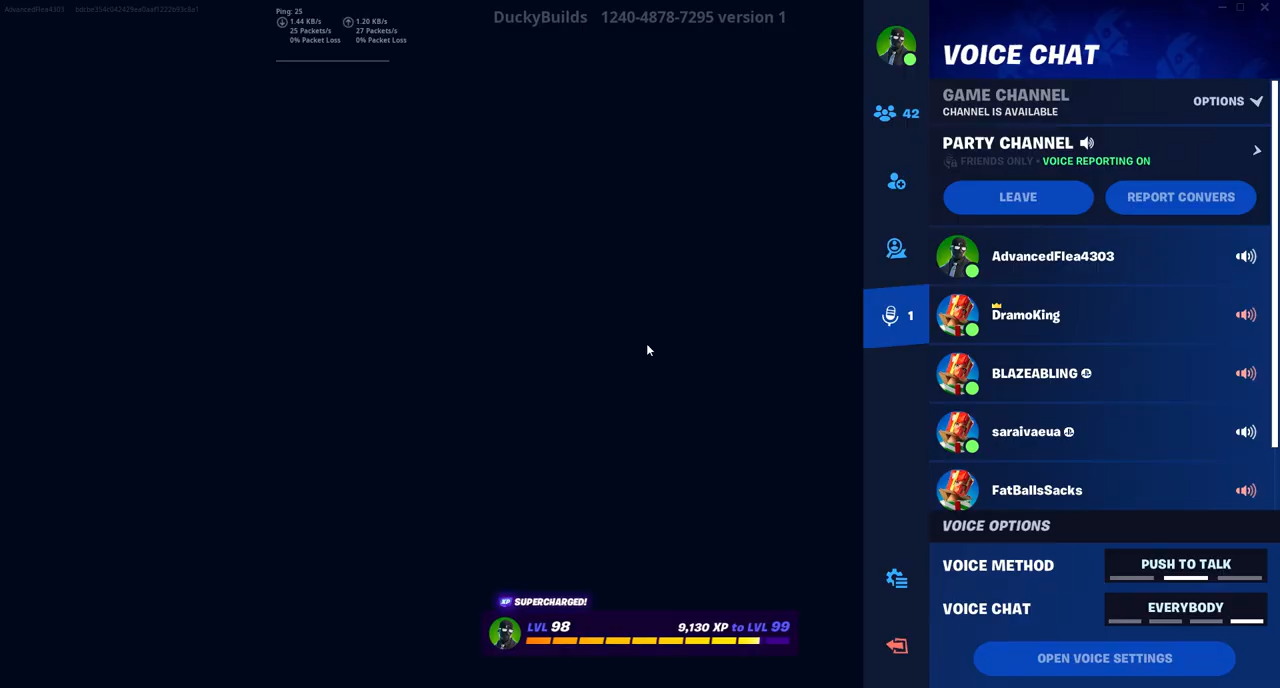 AdvancedFlea4303
Ping: 25
1.44 KB/s 1.20 KB/s
25 Packets/s 27 Packets/s
0% Packet Loss 0% Packet Loss
DuckyBuilds 1240-4878-7295 version 1
VOICE CHAT
GAME CHANNEL
CHANNEL IS AVAILABLE
OPTIONS
PARTY CHANNEL
FRIENDS ONLY • VOICE REPORTING ON
LEAVE REPORT CONVERS
42
AdvancedFlea4303
1
DramoKing
BLAZEABLING
saraivaeua
FatBallsSacks
VOICE OPTIONS
VOICE METHOD PUSH TO TALK
VOICE CHAT EVERYBODY
OPEN VOICE SETTINGS
XP SUPERCHARGED!
LVL 98 9,130 XP to LVL 99